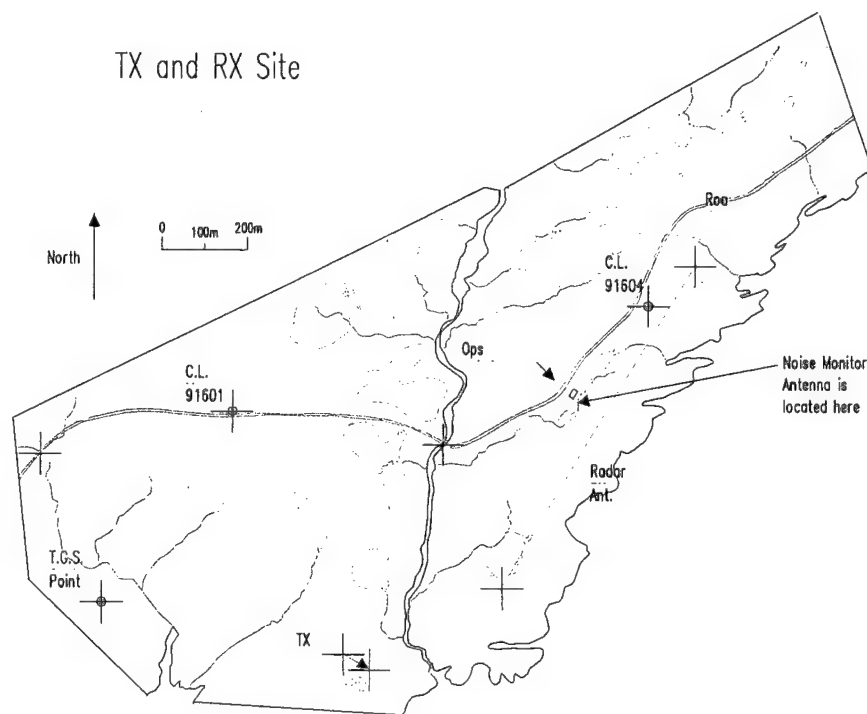 TX and RX Site
North
0 100m 200m
Roa
C.L.
91604
Ops
C.L.
91601
Noise Monitor
Antenna is
located here
Radar
Ant.
T.G.S.
Point
TX